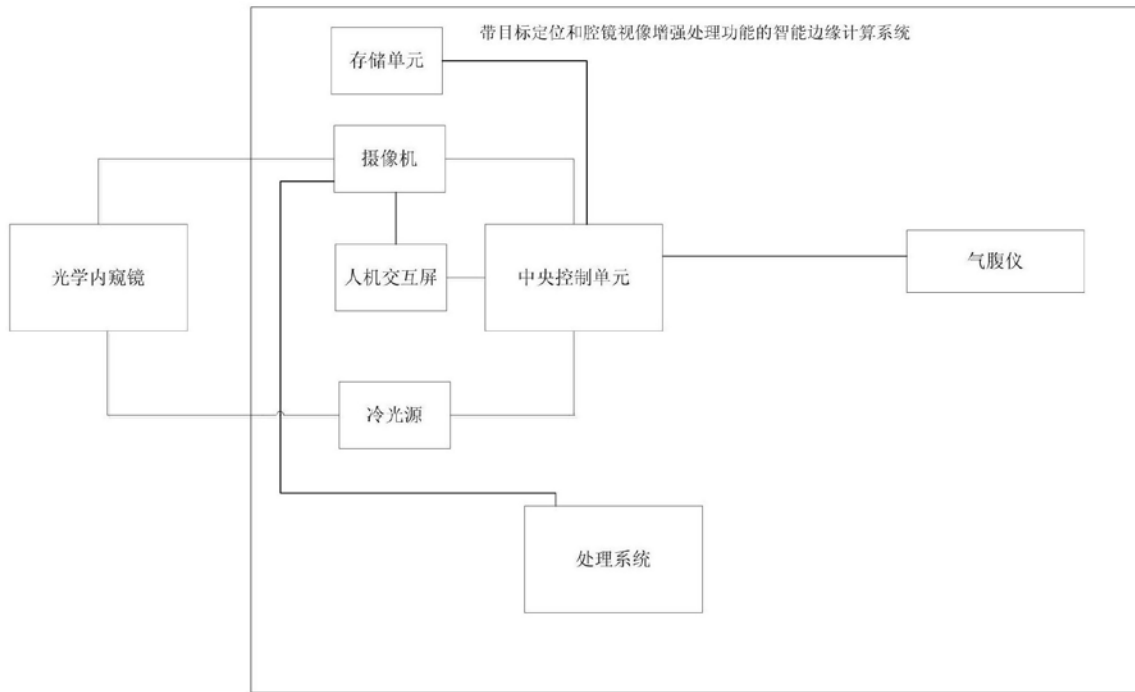 带目标定位和腔镜视像增强处理功能的智能边缘计算系统
存储单元
摄像机
光学内窥镜
人机交互屏
中央控制单元
气腹仪
冷光源
处理系统